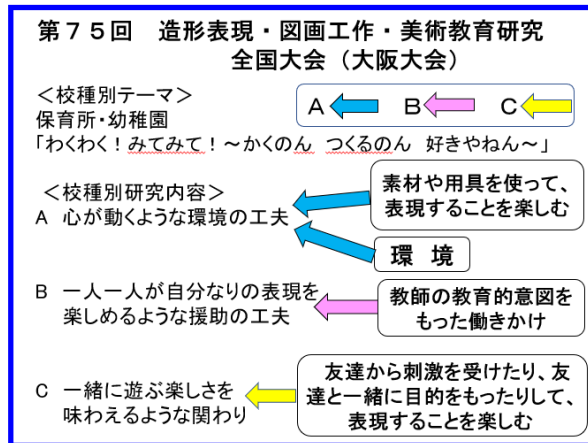 第７５回　造形表現・図画工作・美術教育研究
全国大会（大阪大会）
＜校種別テーマ＞
保育所・幼稚園
「わくわく！みてみて！～かくのん　つくるのん　好きやねん～」
A
B
C
＜校種別研究内容＞
A　心が動くような環境の工夫
素材や用具を使って、
表現することを楽しむ
環　境
B　一人一人が自分なりの表現を
楽しめるような援助の工夫
教師の教育的意図を
もった働きかけ
C　一緒に遊ぶ楽しさを
味わえるような関わり
友達から刺激を受けたり、友
達と一緒に目的をもったりして、
表現することを楽しむ